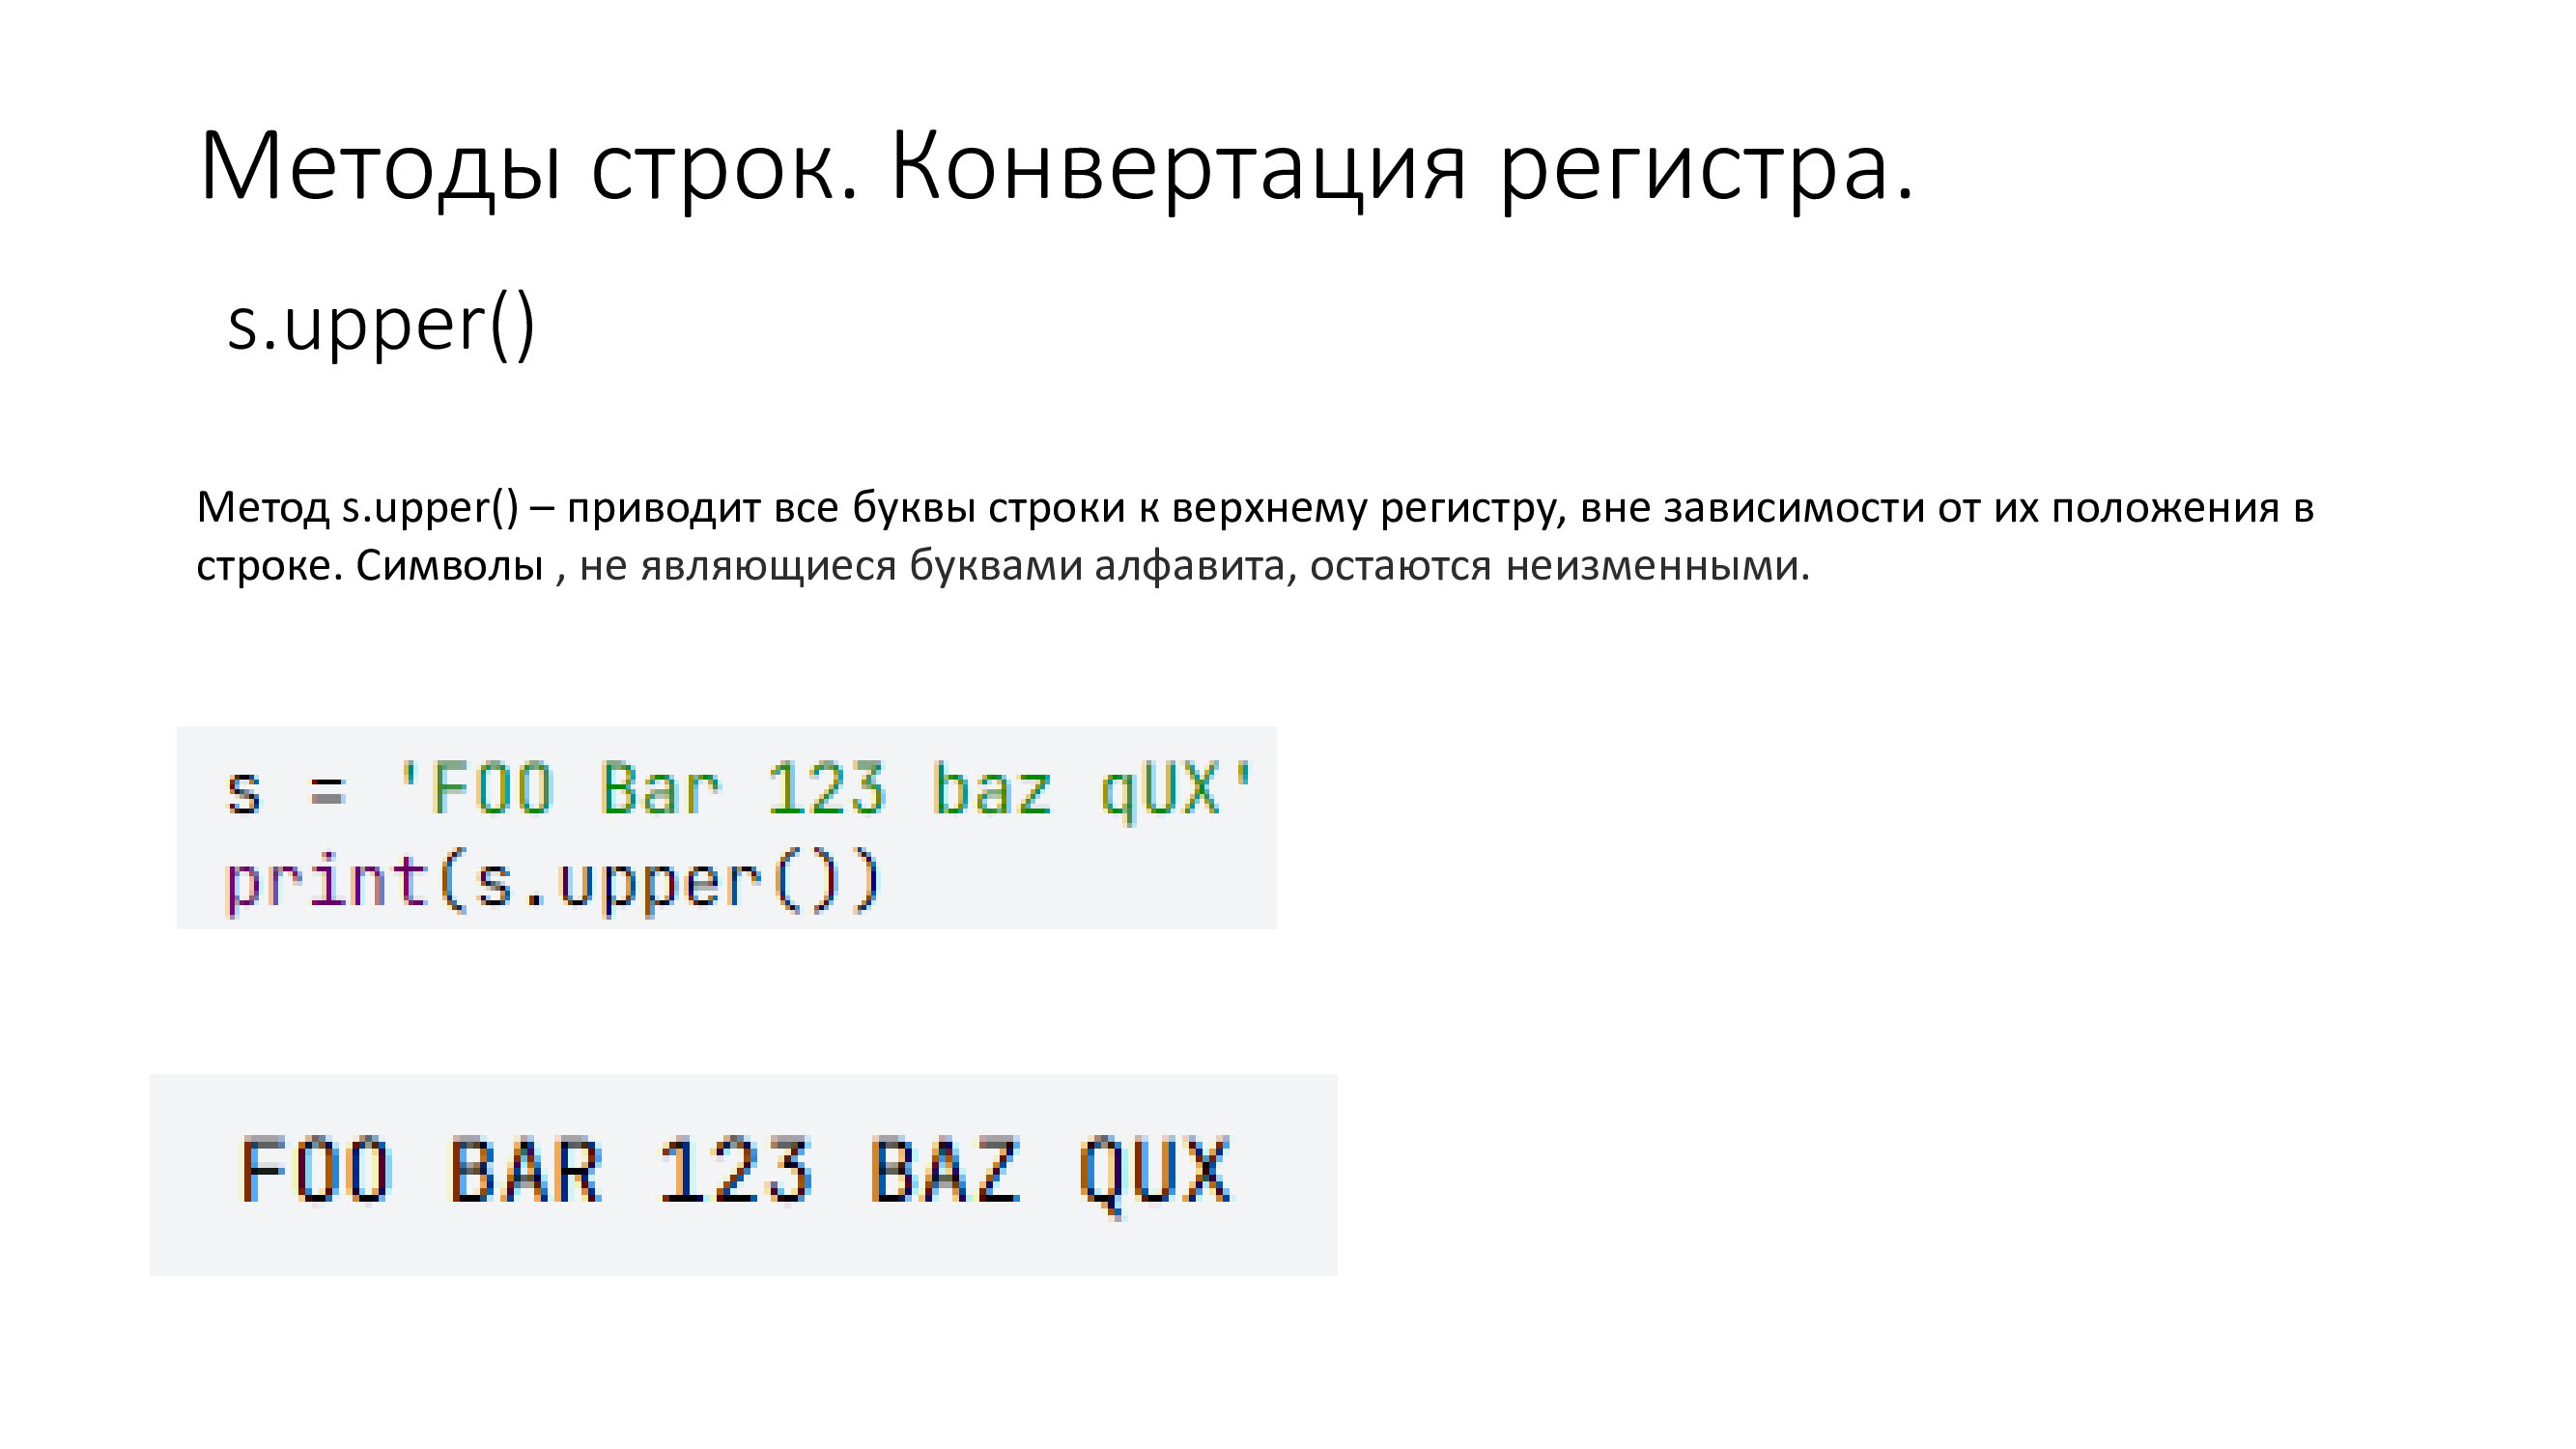 Методы строк. Конвертация регистра.
s.upper()
Метод s.upper() – приводит все буквы строки к верхнему регистру, вне зависимости от их положения в
строке. Символы , не являющиеся буквами алфавита, остаются неизменными.
s = 'FOO Bar 123 baz qUX'
print(s.upper())
FOO BAR 123 BAZ QUX